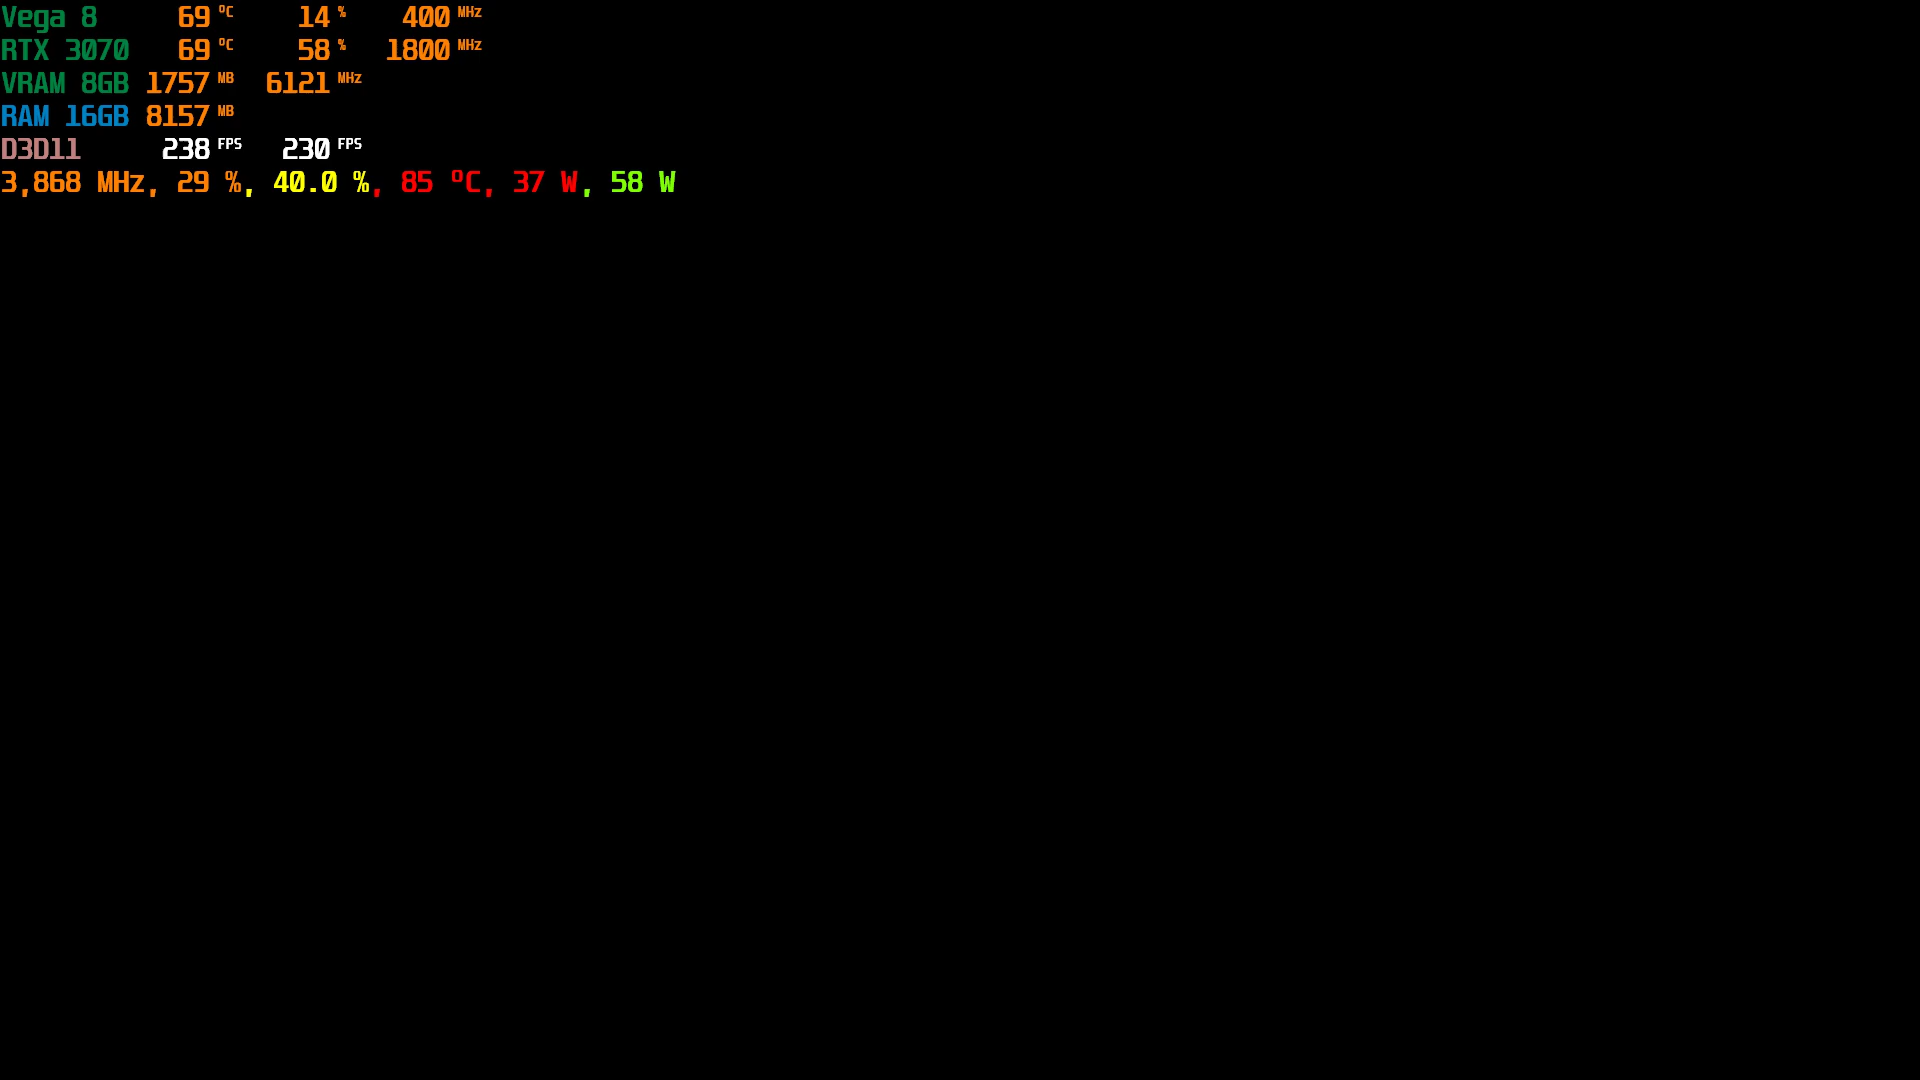 Vega 8 69 °C 14 % 400 MHz
RTX 3070 69 °C 58 % 1800 MHz
VRAM 8GB 1757 MB 6121 MHz
RAM 16GB 8157 MB
D3D11 238 FPS 230 FPS
3,868 MHz, 29 %, 40.0 %, 85 °C, 37 W, 58 W